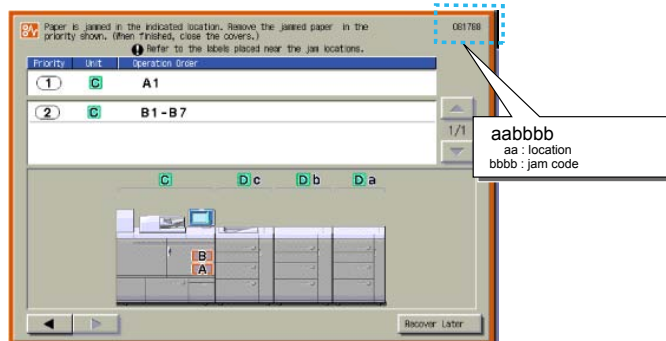 Paper is jammed in the indicated location. Remove the jammed paper in the
priority shown. (When finished, close the covers.)
Refer to the labels placed near the jam locations.
081788
Priority Unit Operation Order
1 C A1
2 C B1-B7
1/1
aabbbb
aa : location
bbbb : jam code
C D c D b D a
B
A
Recover Later